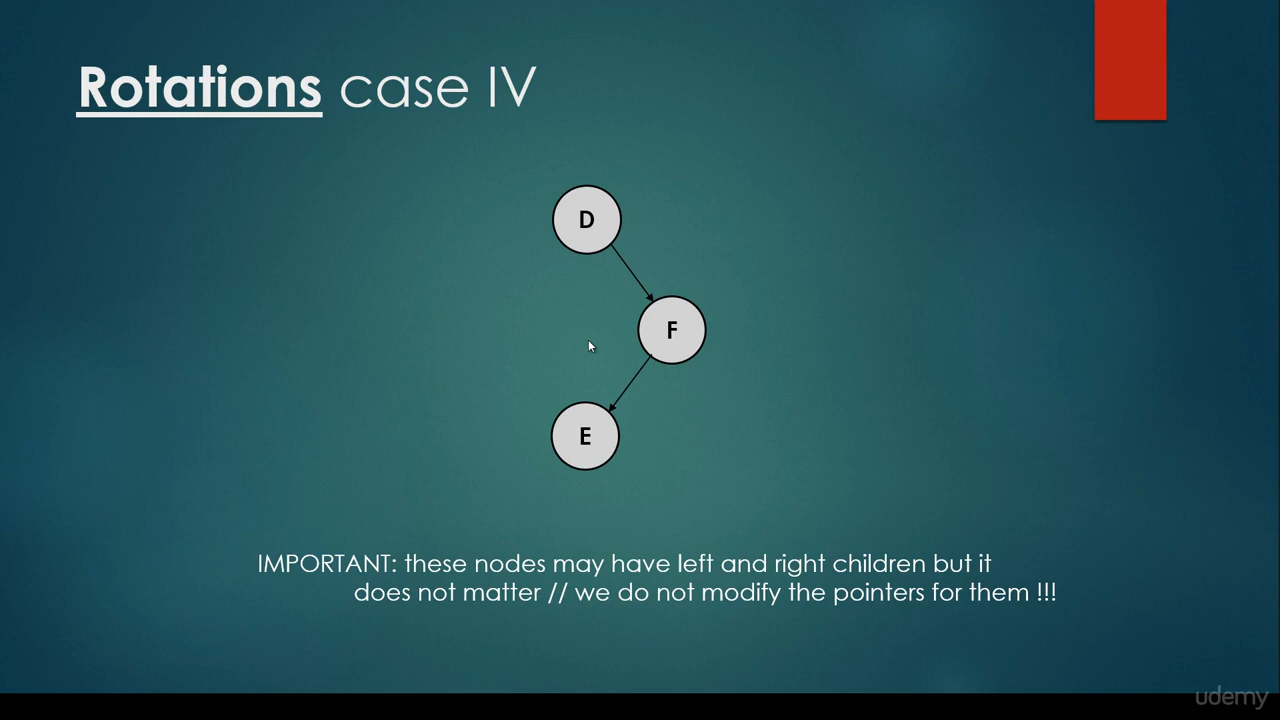 Rotations case IV
D
F
E
IMPORTANT: these nodes may have left and right children but it
does not matter // we do not modify the pointers for them !!!
udemy